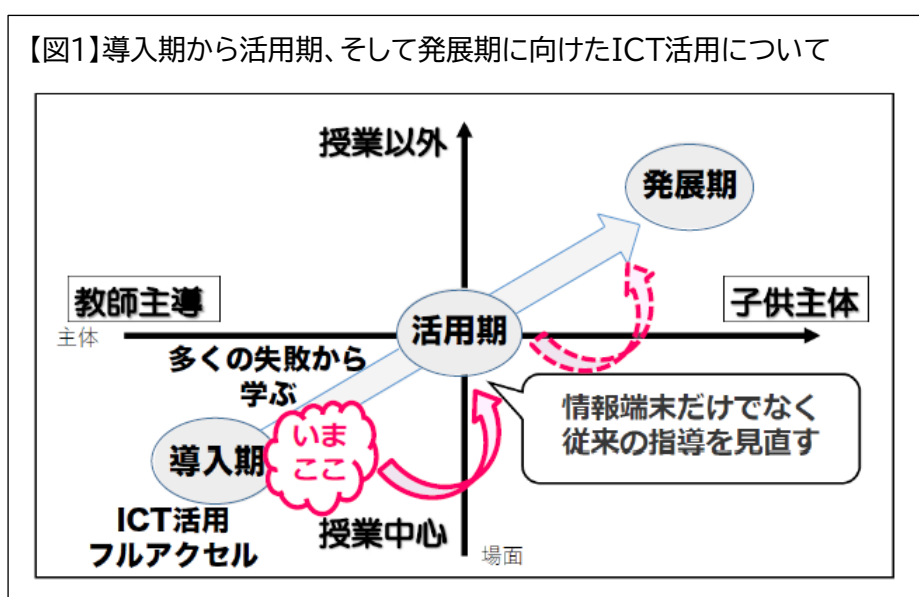 【図1】導入期から活用期、そして発展期に向けたICT活用について
授業以外
発展期
教師主導
子供主体
主体
活用期
多くの失敗から
学ぶ
情報端末だけでなく
従来の指導を見直す
いま
ここ
導入期
ICT活用
フルアクセル
授業中心
場面